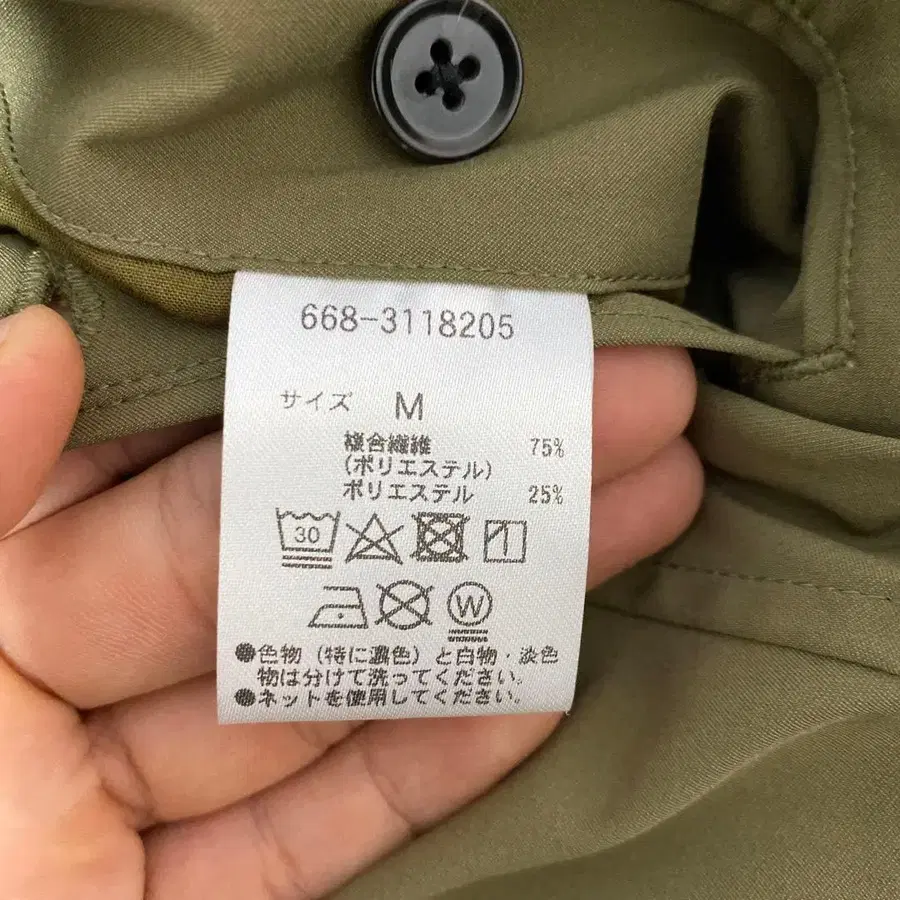 668-3118205
サイズ M
複合繊維 75%
(ポリエステル)
ポリエステル 25%
30
W
●色物(特に濃色)と白物・淡色
物は分けて洗ってください。
●ネットを使用してください。